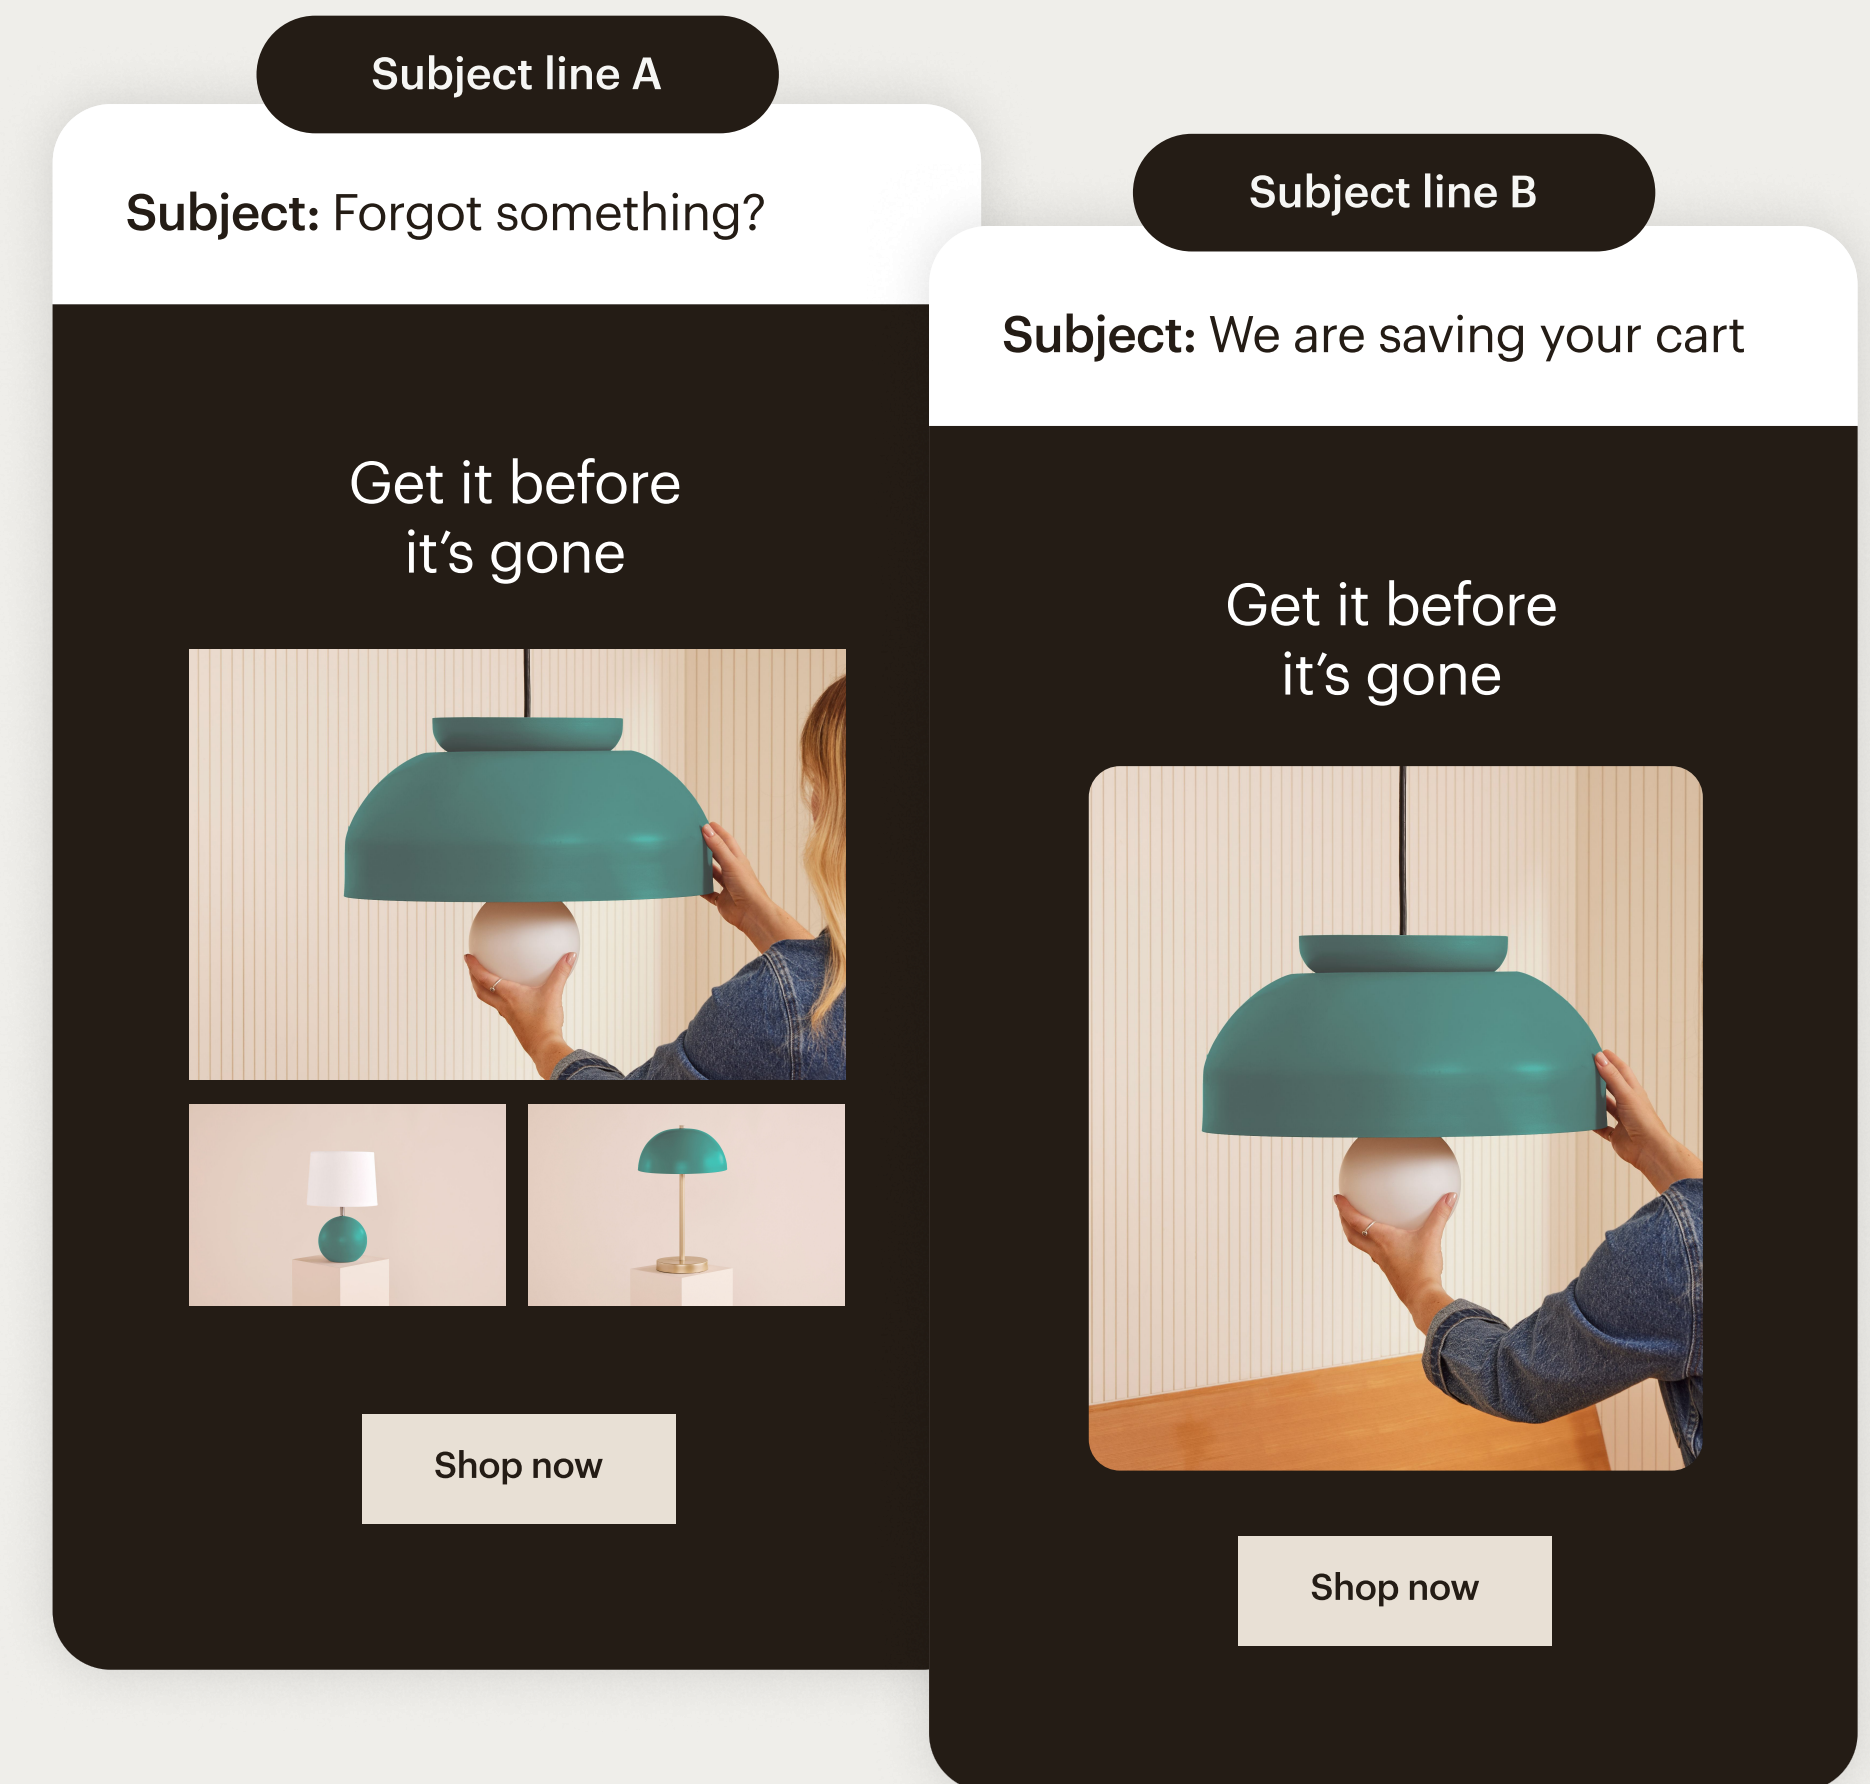 Subject line A
Subject: Forgot something?
Get it before
it’s gone
Shop now
Subject line B
Subject: We are saving your cart
Get it before
it’s gone
Shop now